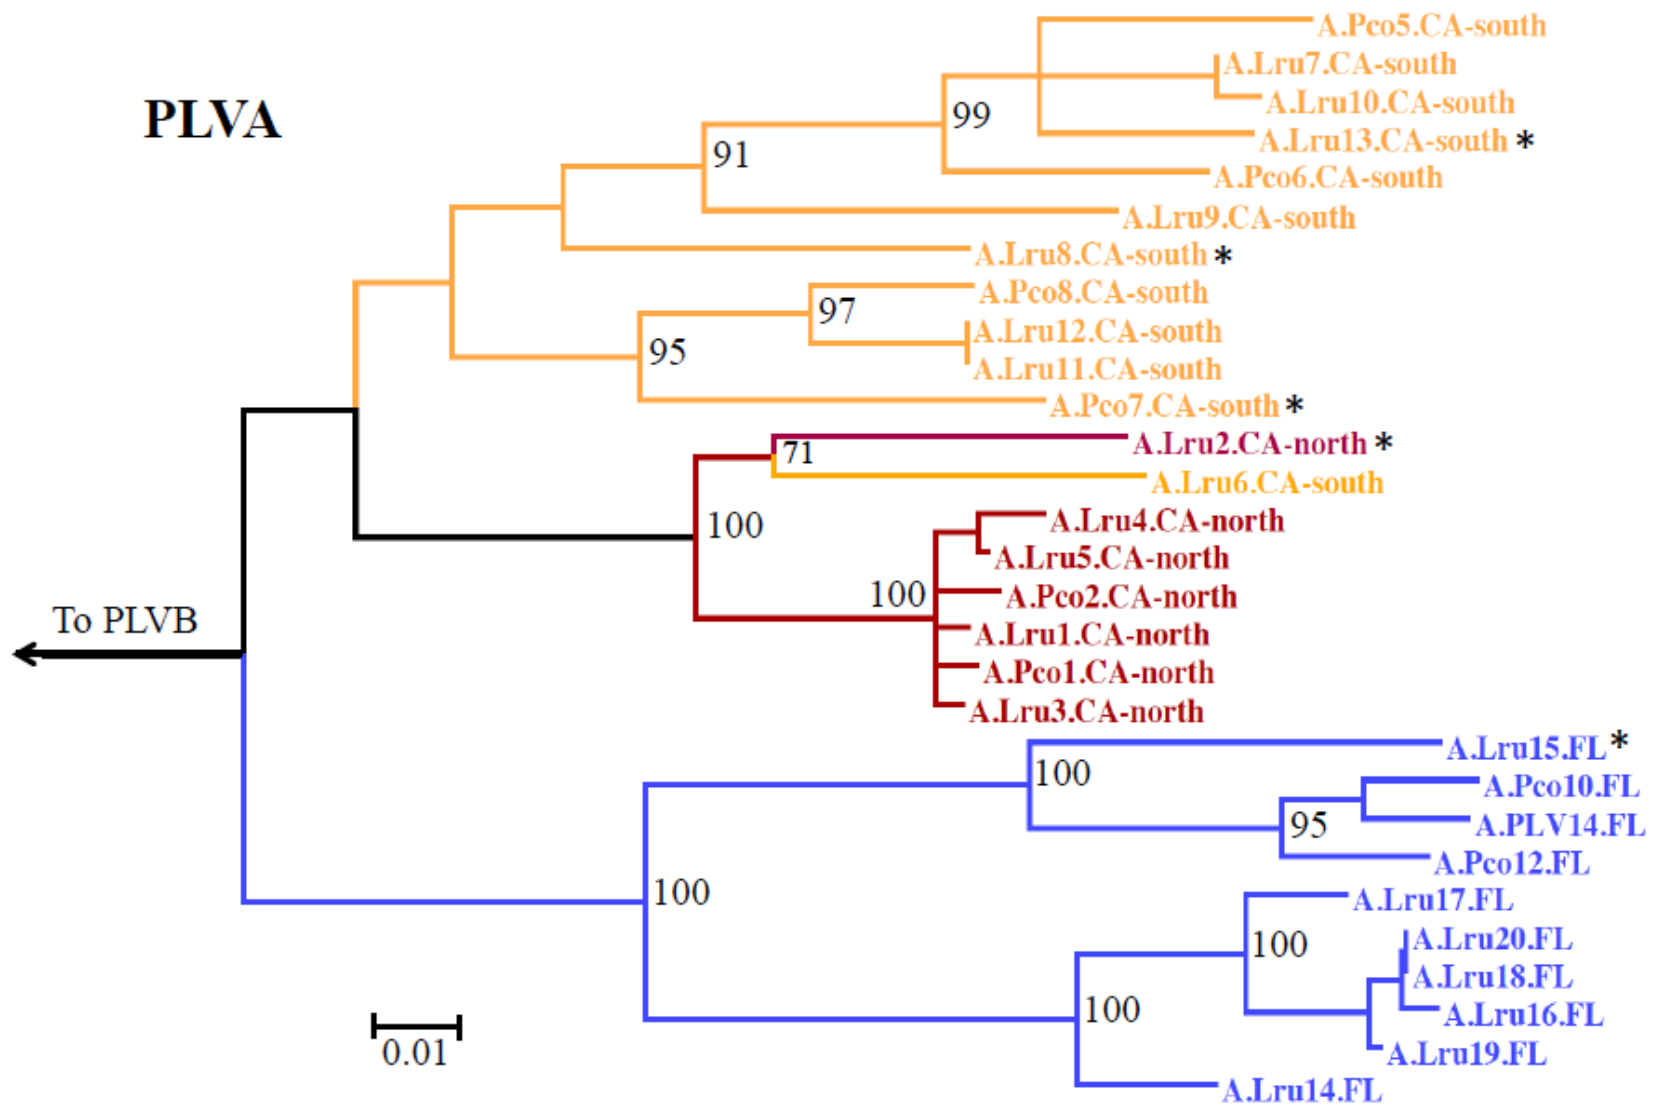 A.Pco5.CA-south
A.Lru7.CA-south
PLVA
99
A.Lru10.CA-south
A.Lru13.CA-south *
91
A.Pco6.CA-south
A.Lru9.CA-south
A.Lru8.CA-south *
A.Pco8.CA-south
97
A.Lru12.CA-south
95
A.Lru11.CA-south
A.Pco7.CA-south *
A.Lru2.CA-north *
71
A.Lru6.CA-south
100
A.Lru4.CA-north
A.Lru5.CA-north
100
A.Pco2.CA-north
To PLVB
A.Lru1.CA-north
A.Pco1.CA-north
A.Lru3.CA-north
A.Lru15.FL *
100
A.Pco10.FL
95
A.PLV14.FL
A.Pco12.FL
100
A.Lru17.FL
100
A.Lru20.FL
A.Lru18.FL
100
A.Lru16.FL
0.01
A.Lru19.FL
A.Lru14.FL